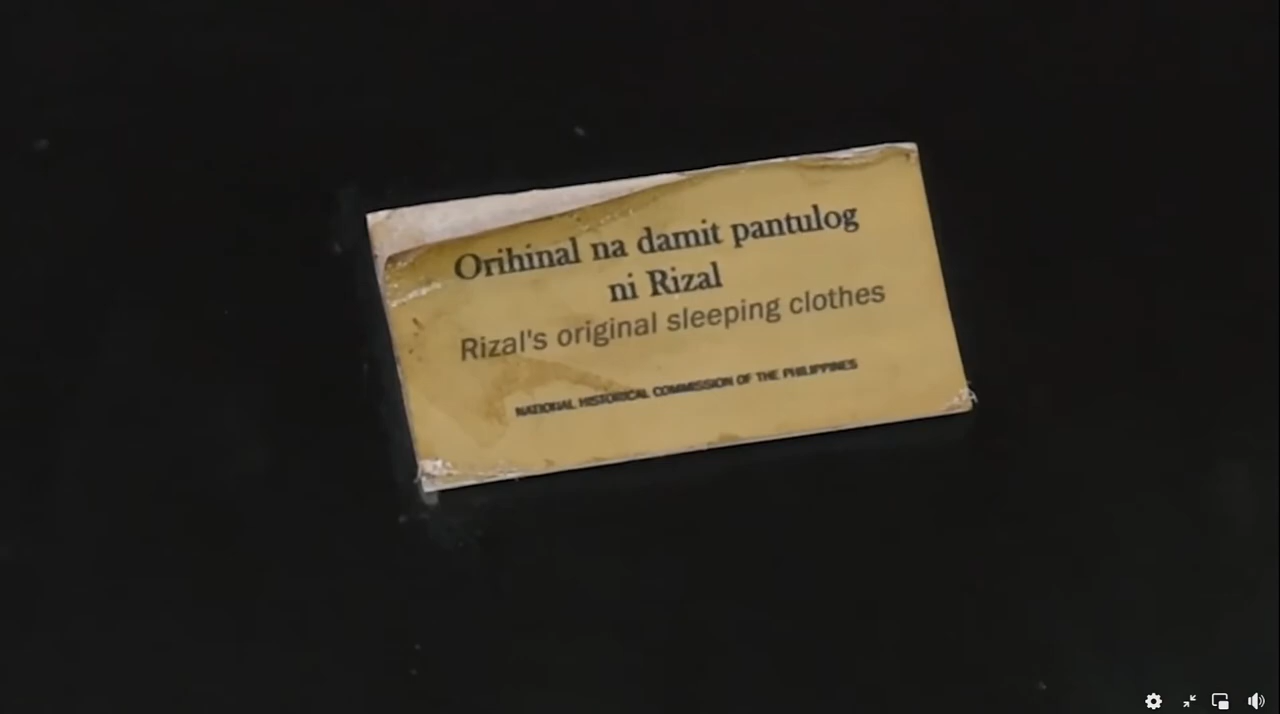 Orihinal na damit pantulog
ni Rizal
Rizal's original sleeping clothes
NATIONAL HISTORICAL COMMISSION OF THE PHILIPPINES